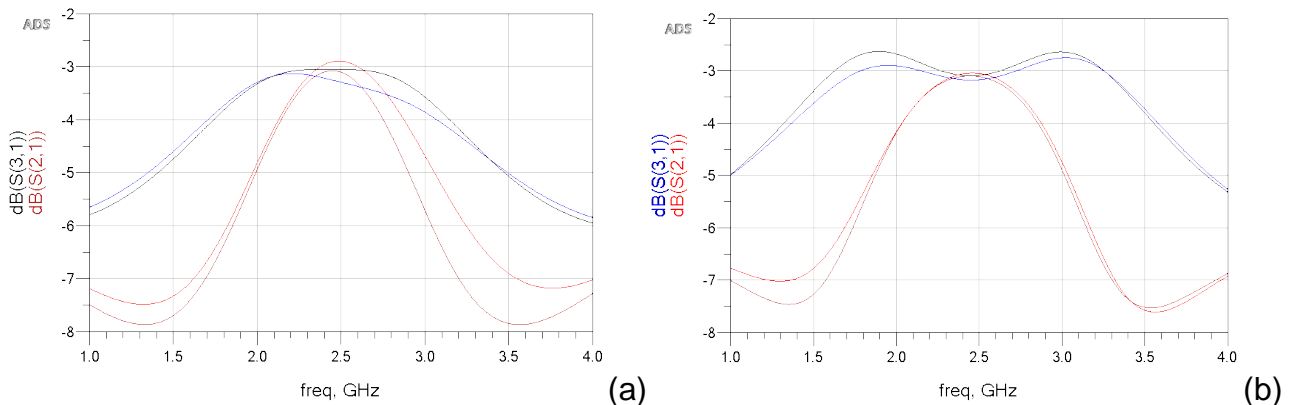 ADS
-2
-3
-4
-5
-6
-7
-8
dB(S(3,1))
dB(S(2,1))
1.0 1.5 2.0 2.5 3.0 3.5 4.0
freq, GHz
(a)
ADS
-2
-3
-4
-5
-6
-7
-8
dB(S(3,1))
dB(S(2,1))
1.0 1.5 2.0 2.5 3.0 3.5 4.0
freq, GHz
(b)